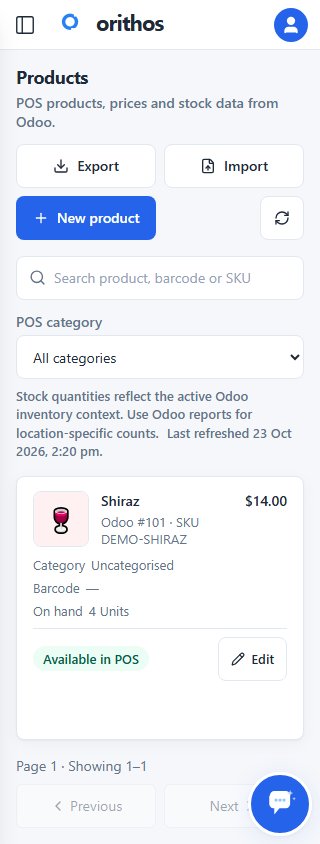 orithos
Products
POS products, prices and stock data from
Odoo.
Export
Import
New product
Search product, barcode or SKU
POS category
All categories
Stock quantities reflect the active Odoo
inventory context. Use Odoo reports for
location-specific counts. Last refreshed 23 Oct
2026, 2:20 pm.
Shiraz
$14.00
Odoo #101 · SKU
DEMO-SHIRAZ
Category Uncategorised
Barcode —
On hand 4 Units
Available in POS
Edit
Page 1 · Showing 1–1
Previous
Next